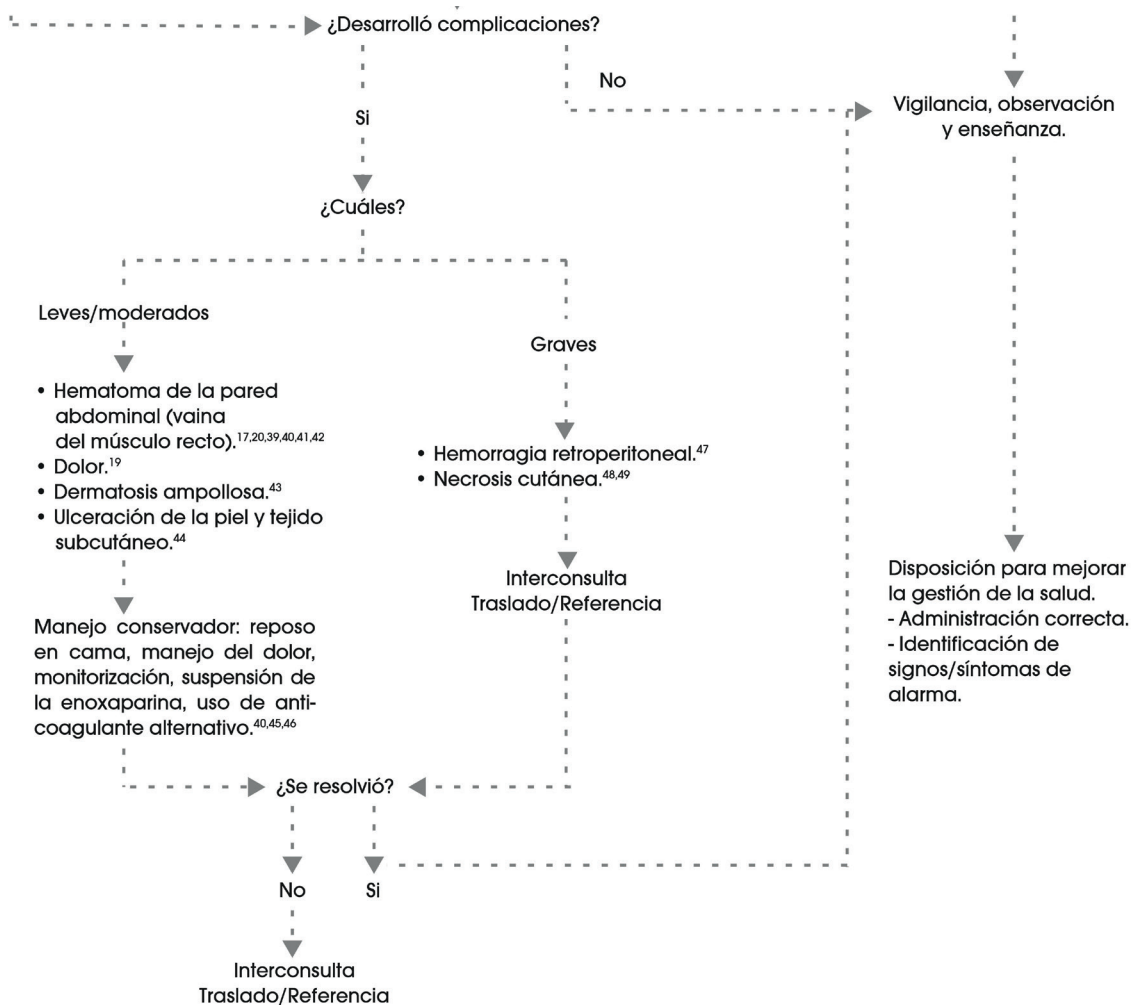 ¿Desarrolló complicaciones?
No
Si
Vigilancia, observación
y enseñanza.
¿Cuáles?
Leves/moderados
Graves
• Hematoma de la pared
abdominal (vaina
del músculo recto).17,20,39,40,41,42
• Dolor.19
• Dermatosis ampollosa.43
• Ulceración de la piel y tejido
subcutáneo.44
• Hemorragia retroperitoneal.47
• Necrosis cutánea.48,49
Interconsulta
Traslado/Referencia
Disposición para mejorar
la gestión de la salud.
- Administración correcta.
- Identificación de
signos/síntomas de
alarma.
Manejo conservador: reposo
en cama, manejo del dolor,
monitorización, suspensión de
la enoxaparina, uso de anti-
coagulante alternativo.40,45,46
¿Se resolvió?
No
Si
Interconsulta
Traslado/Referencia